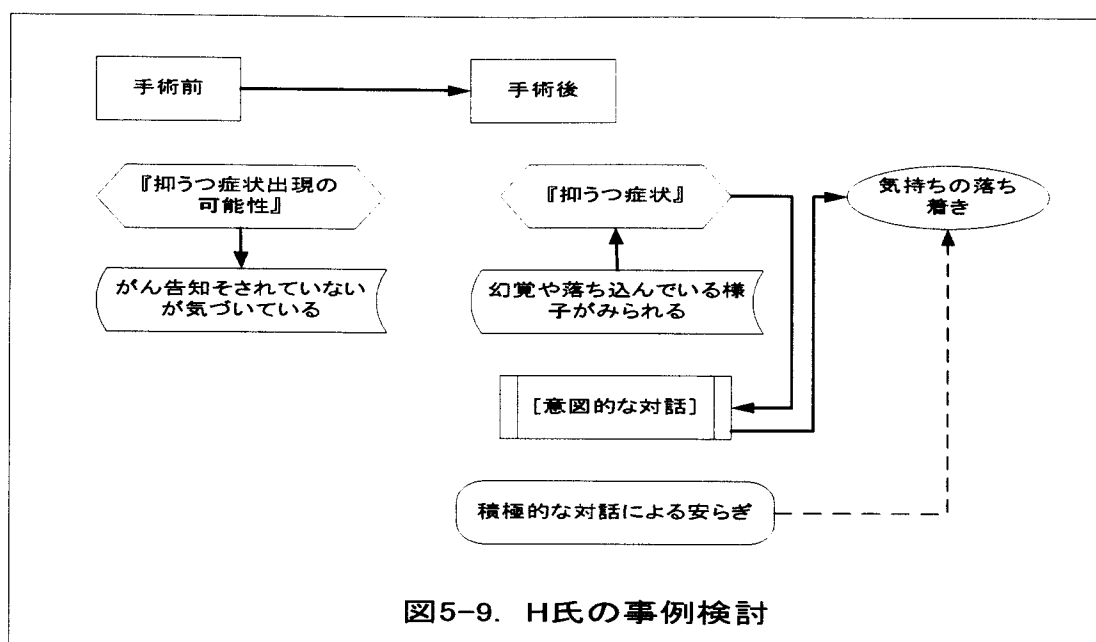 手術前
手術後
『抑うつ症状出現の
可能性』
『抑うつ症状』
気持ちの落ち
着き
がん告知そされていない
が気づいている
幻覚や落ち込んでいる様
子がみられる
[意図的な対話]
積極的な対話による安らぎ
図5-9. H氏の事例検討